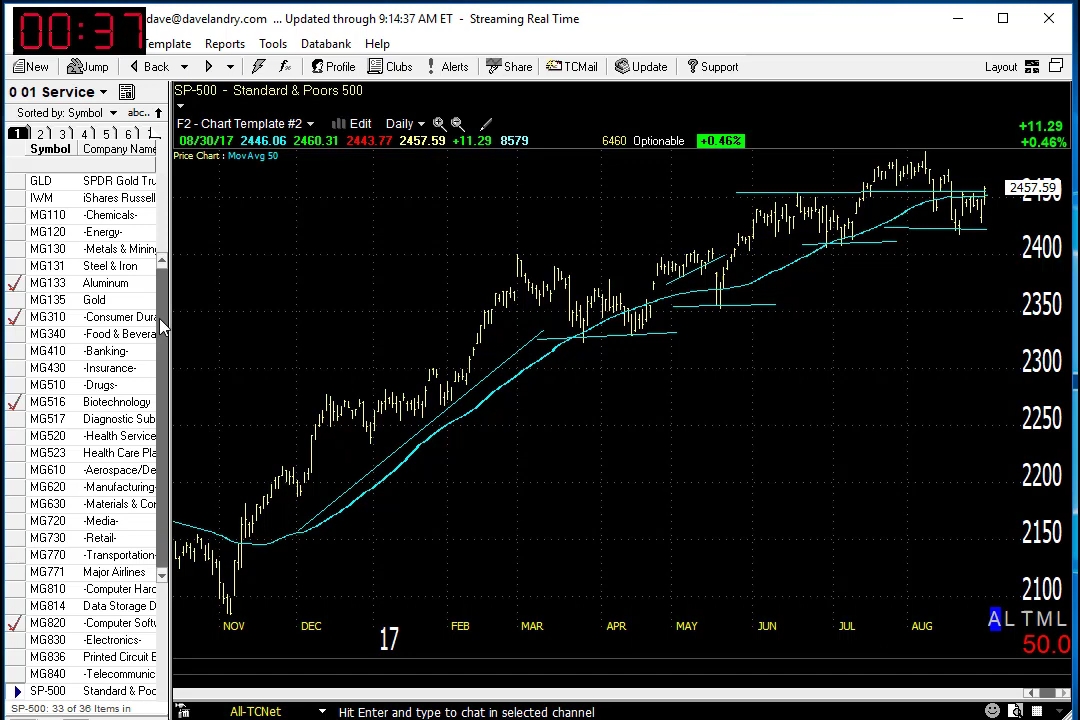 00:37
dave@davelandry.com ... Updated through 9:14:37 AM ET - Streaming Real Time
Template Reports Tools Databank Help
New Jump Back Profile Clubs Alerts Share TCMail Update Support Layout
0 01 Service
Sorted by: Symbol abc..
1 2 3 4 5 6 1
Symbol Company Name
GLD SPDR Gold Tru
IWM iShares Russell
MG110 -Chemicals-
MG120 -Energy-
MG130 -Metals & Mining
MG131 Steel & Iron
MG133 Aluminum
MG135 Gold
MG310 -Consumer Dura
MG340 -Food & Bevera
MG410 -Banking-
MG430 -Insurance-
MG510 -Drugs-
MG516 Biotechnology
MG517 Diagnostic Sub
MG520 -Health Service
MG523 Health Care Pla
MG610 -Aerospace/De
MG620 -Manufacturing-
MG630 -Materials & Con
MG720 -Media-
MG730 -Retail-
MG770 -Transportation-
MG771 Major Airlines
MG810 -Computer Hard
MG814 Data Storage D
MG820 -Computer Softw
MG830 -Electronics-
MG836 Printed Circuit B
MG840 -Telecommunic
SP-500 Standard & Poo
SP-500: 33 of 36 Items in
SP-500 - Standard & Poors 500
F2 - Chart Template #2 Edit Daily
08/30/17 2446.06 2460.31 2443.77 2457.59 +11.29 8579 6460 Optionable +0.46%
+11.29
+0.46%
Price Chart : MovAvg 50
2457.59
2450
2400
2350
2300
2250
2200
2150
2100
NOV DEC 17 FEB MAR APR MAY JUN JUL AUG
A L T M L
50.0
All-TCNet Hit Enter and type to chat in selected channel